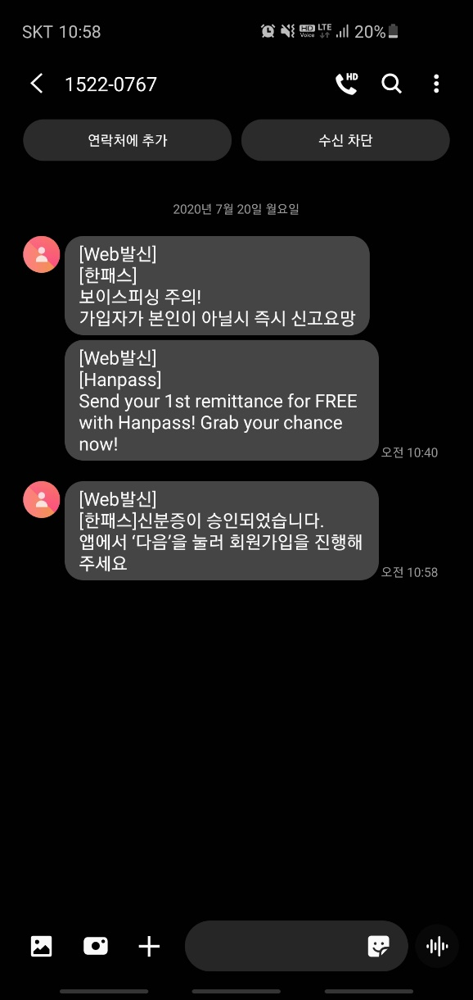 SKT 10:58 HD Voice LTE 20%
1522-0767 HD
연락처에 추가 수신 차단
2020년 7월 20일 월요일
[Web발신]
[한패스]
보이스피싱 주의!
가입자가 본인이 아닐시 즉시 신고요망
[Web발신]
[Hanpass]
Send your 1st remittance for FREE
with Hanpass! Grab your chance
now!
오전 10:40
[Web발신]
[한패스]신분증이 승인되었습니다.
앱에서 ‘다음’을 눌러 회원가입을 진행해
주세요
오전 10:58